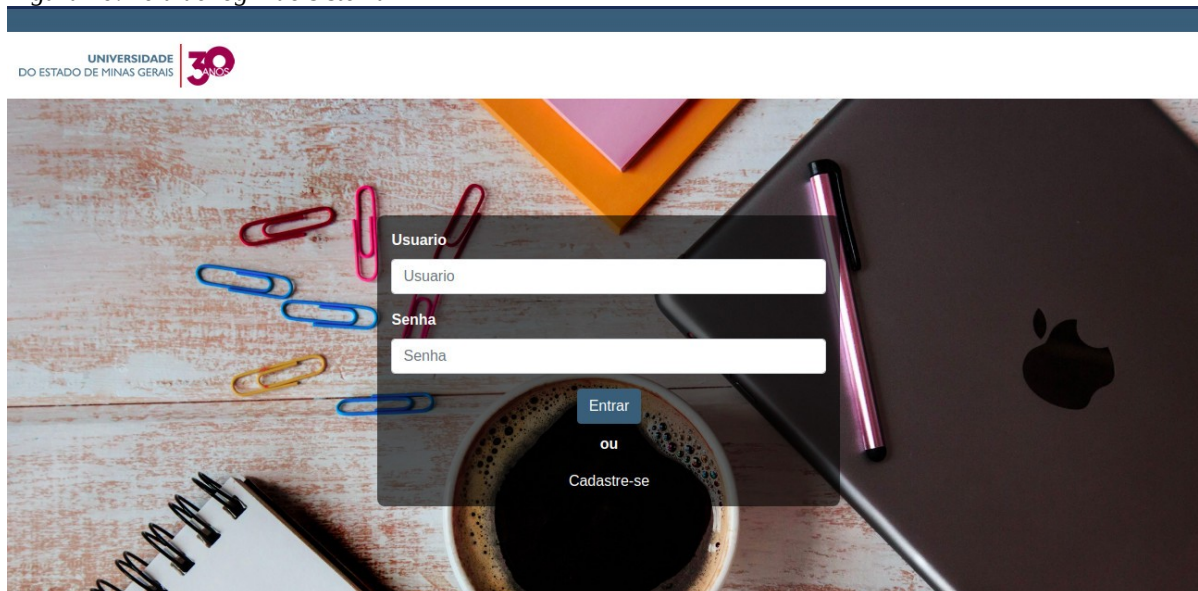 UNIVERSIDADE
DO ESTADO DE MINAS GERAIS
30
ANOS
Usuario
Usuario
Senha
Senha
Entrar
ou
Cadastre-se